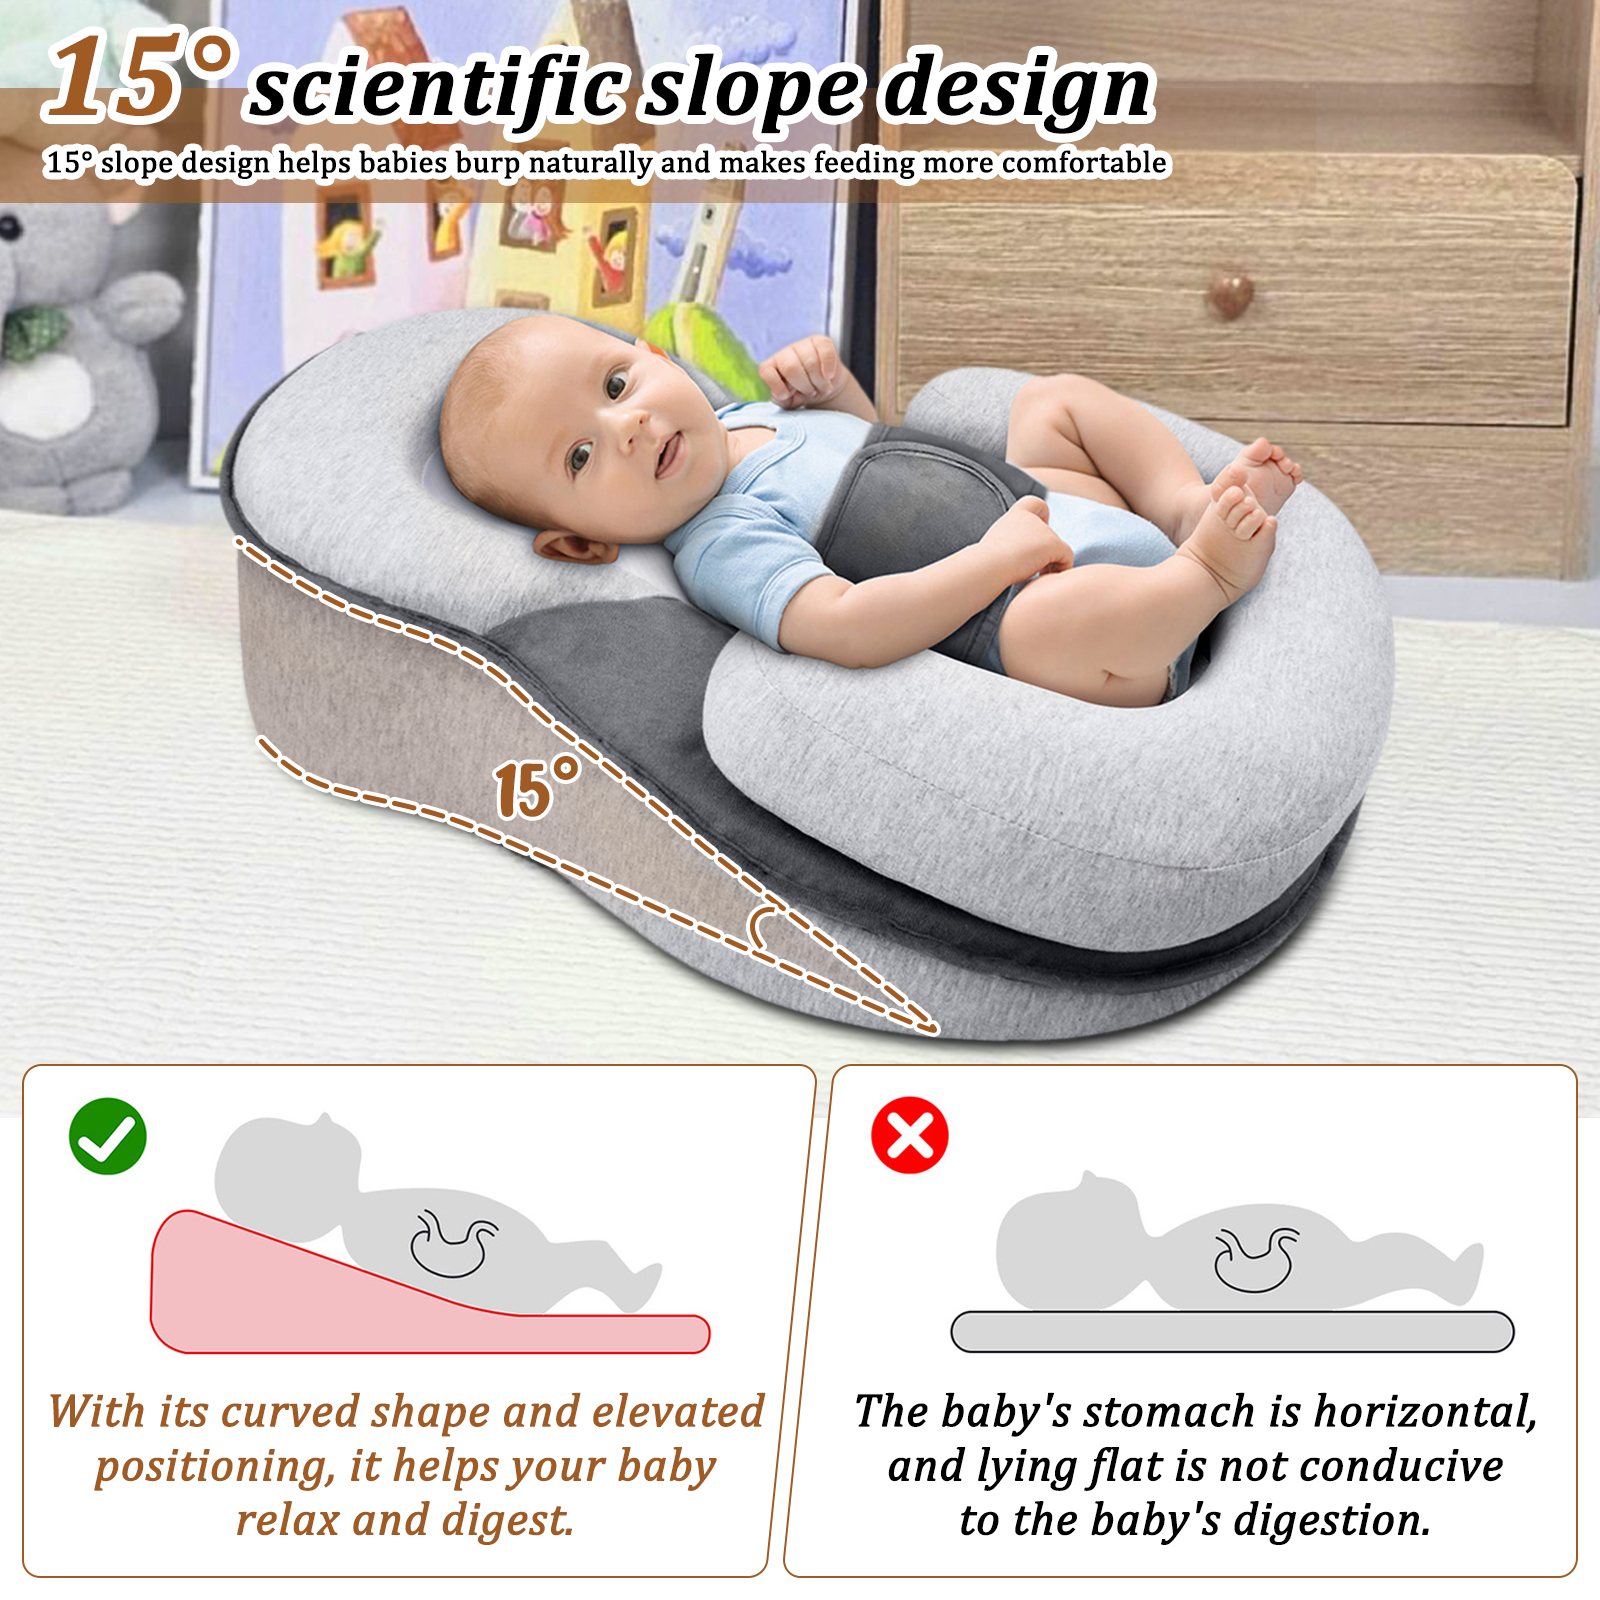 15° scientific slope design
15° slope design helps babies burp naturally and makes feeding more comfortable
15°
With its curved shape and elevated
positioning, it helps your baby
relax and digest.
The baby's stomach is horizontal,
and lying flat is not conducive
to the baby's digestion.